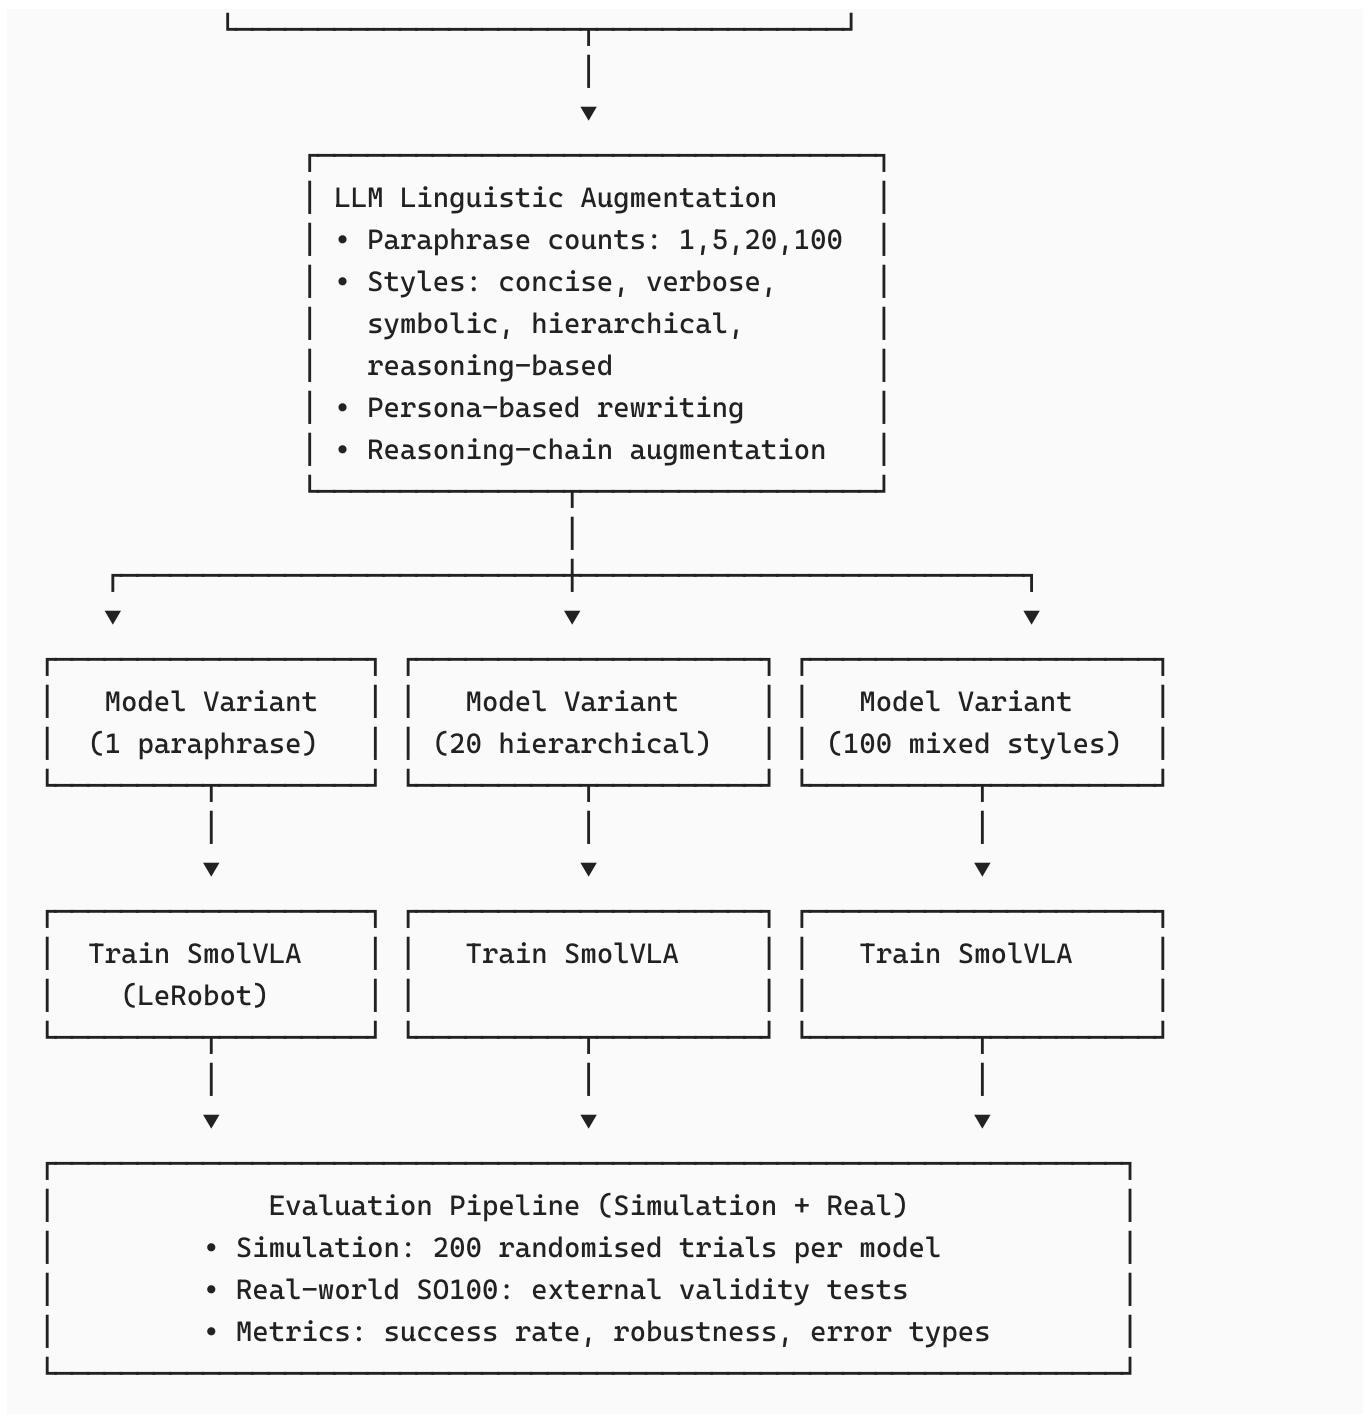 LLM Linguistic Augmentation
• Paraphrase counts: 1,5,20,100
• Styles: concise, verbose,
symbolic, hierarchical,
reasoning-based
• Persona-based rewriting
• Reasoning-chain augmentation
Model Variant
(1 paraphrase)
Model Variant
(20 hierarchical)
Model Variant
(100 mixed styles)
Train SmolVLA
(LeRobot)
Train SmolVLA
Train SmolVLA
Evaluation Pipeline (Simulation + Real)
• Simulation: 200 randomised trials per model
• Real-world SO100: external validity tests
• Metrics: success rate, robustness, error types